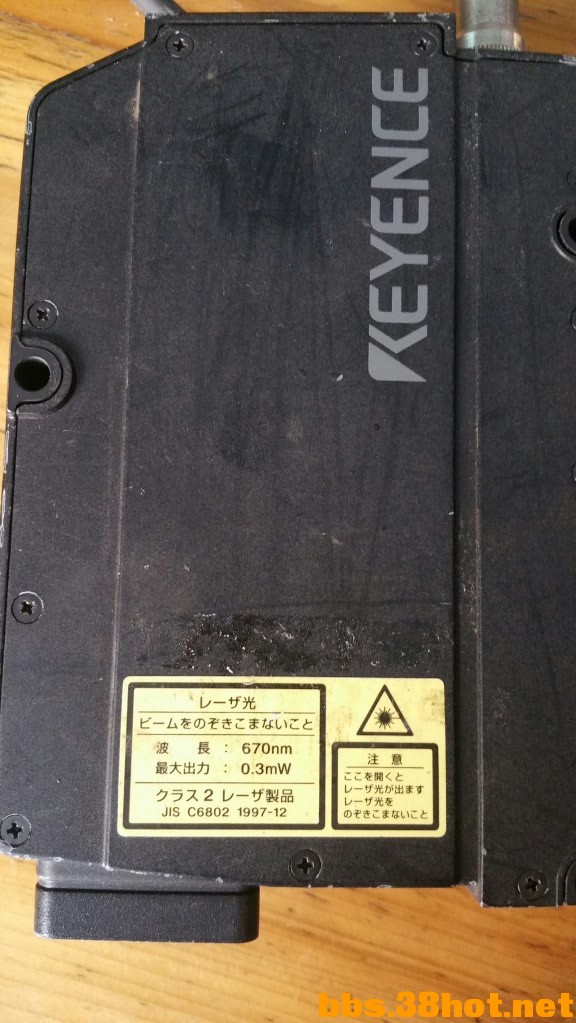 KEYENCE
レーザ光
ビームをのぞきこまないこと
波長：670nm
最大出力：0.3mW
クラス2 レーザ製品
JIS C6802 1997-12
注意
ここを開くと
レーザ光が出ます
レーザ光を
のぞきこまないこと
bbs.38hot.net